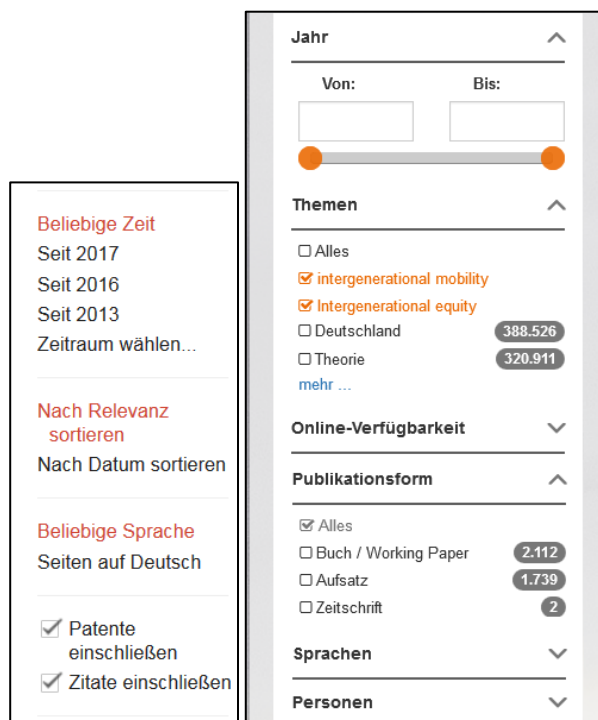 Beliebige Zeit
Seit 2017
Seit 2016
Seit 2013
Zeitraum wählen...
Nach Relevanz
sortieren
Nach Datum sortieren
Beliebige Sprache
Seiten auf Deutsch
Patente
einschließen
Zitate einschließen
Jahr
Von: Bis:
Themen
Alles
intergenerational mobility
Intergenerational equity
Deutschland 388.526
Theorie 320.911
mehr ...
Online-Verfügbarkeit
Publikationsform
Alles
Buch / Working Paper 2.112
Aufsatz 1.739
Zeitschrift 2
Sprachen
Personen